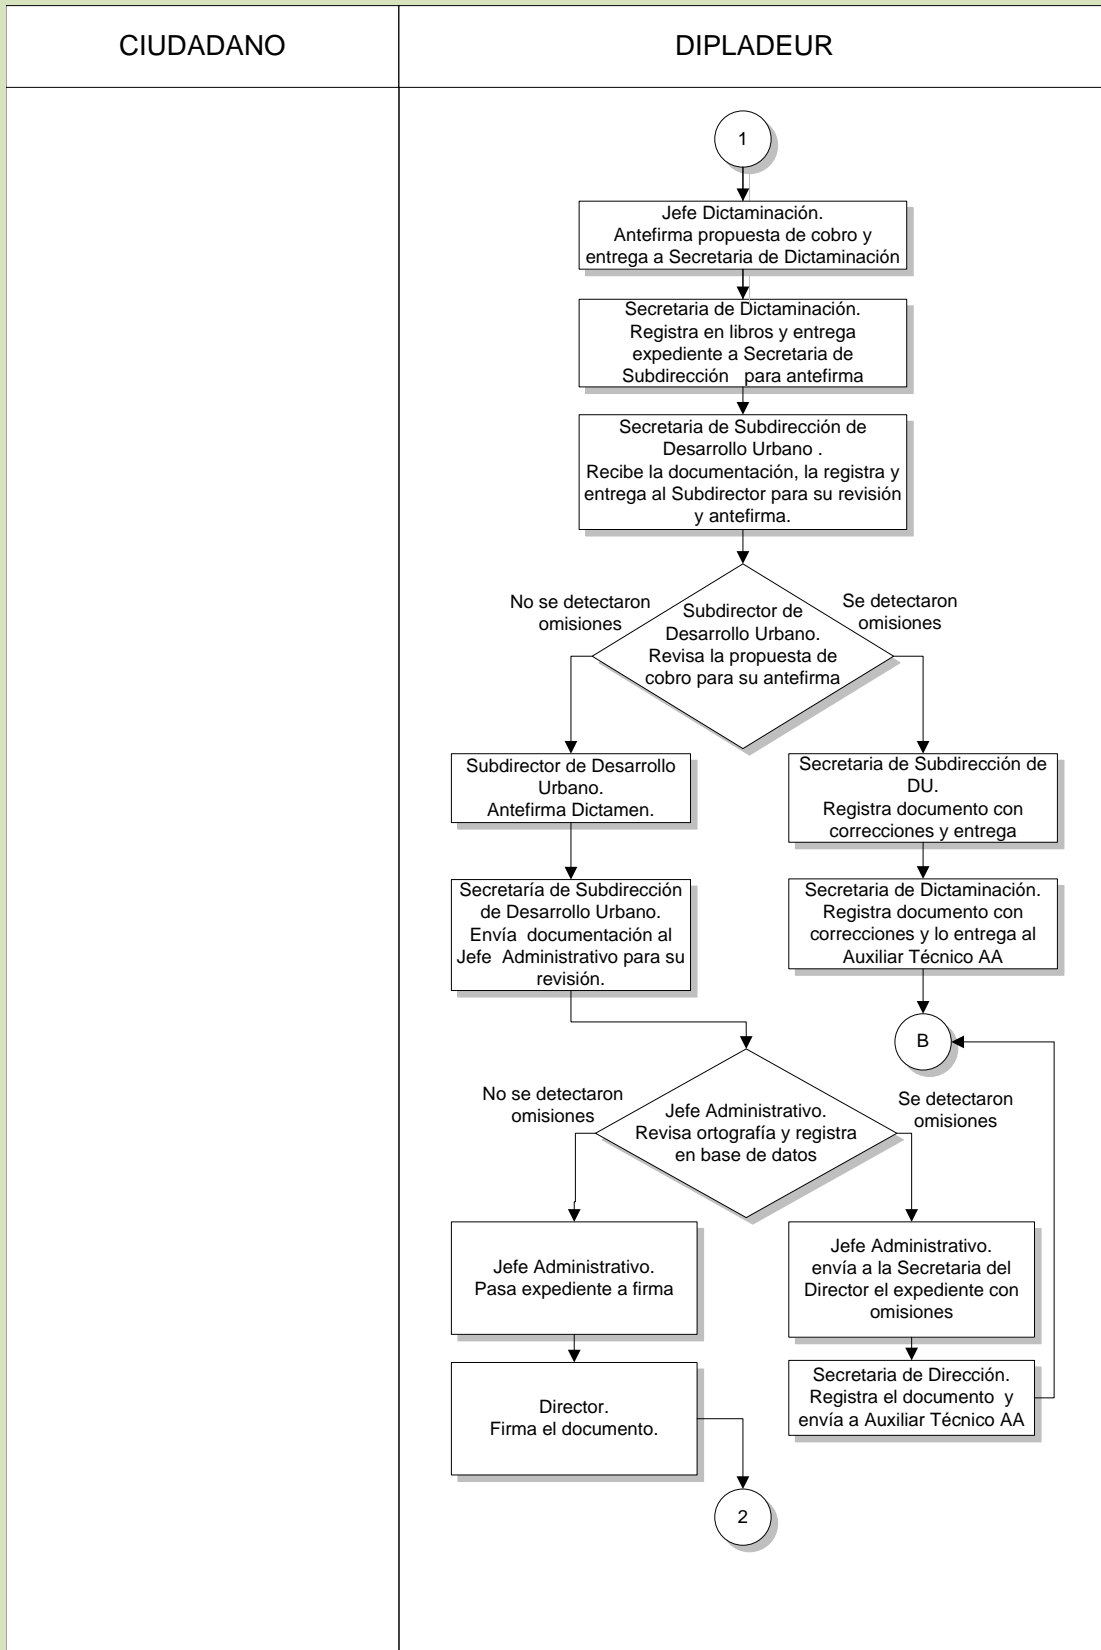 CIUDADANO
DIPLADEUR
1
Jefe Dictaminación.
Antefirma propuesta de cobro y
entrega a Secretaria de Dictaminación
Secretaria de Dictaminación.
Registra en libros y entrega
expediente a Secretaria de
Subdirección para antefirma
Secretaria de Subdirección de
Desarrollo Urbano .
Recibe la documentación, la registra y
entrega al Subdirector para su revisión
y antefirma.
No se detectaron
omisiones
Subdirector de
Desarrollo Urbano.
Revisa la propuesta de
cobro para su antefirma
Se detectaron
omisiones
Subdirector de Desarrollo
Urbano.
Antefirma Dictamen.
Secretaria de Subdirección de
DU.
Registra documento con
correcciones y entrega
Secretaría de Subdirección
de Desarrollo Urbano.
Envía documentación al
Jefe Administrativo para su
revisión.
Secretaria de Dictaminación.
Registra documento con
correcciones y lo entrega al
Auxiliar Técnico AA
B
No se detectaron
omisiones
Jefe Administrativo.
Revisa ortografía y registra
en base de datos
Se detectaron
omisiones
Jefe Administrativo.
Pasa expediente a firma
Jefe Administrativo.
envía a la Secretaria del
Director el expediente con
omisiones
Director.
Firma el documento.
Secretaria de Dirección.
Registra el documento y
envía a Auxiliar Técnico AA
2